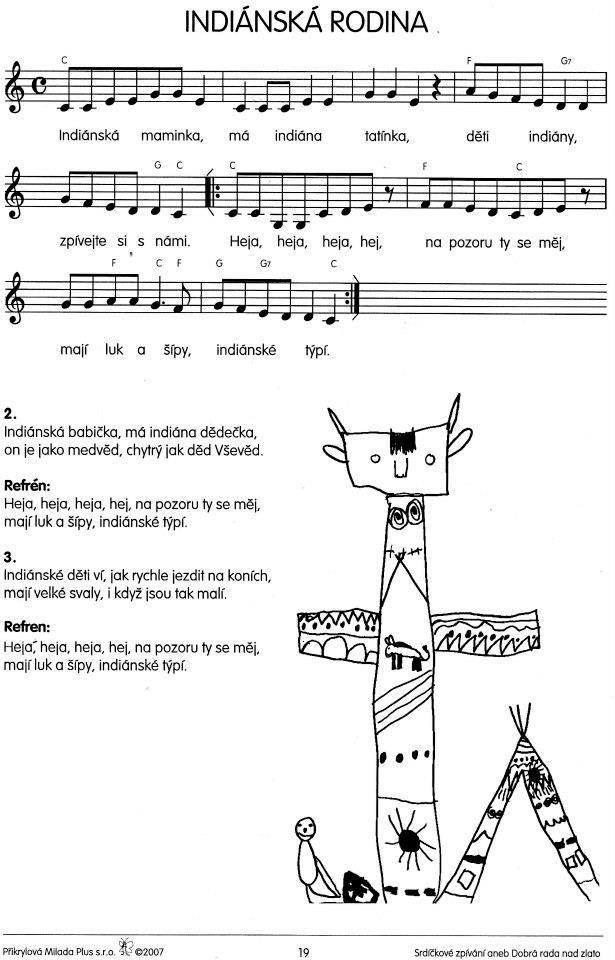 INDIÁNSKÁ RODINA
C F G7
Indiánská maminka, má indiána tatínka, děti indiány,
G C C F C
zpívejte si s námi. Heja, heja, heja, hej, na pozoru ty se měj,
F C F G G7 C
mají luk a šípy, indiánské týpí.
2.
Indiánská babička, má indiána dědečka,
on je jako medvěd, chytrý jak děd Vševěd.
Refrén:
Heja, heja, heja, hej, na pozoru ty se měj,
mají luk a šípy, indiánské týpí.
3.
Indiánské děti ví, jak rychle jezdit na koních,
mají velké svaly, i když jsou tak malí.
Refren:
Heja, heja, heja, hej, na pozoru ty se měj,
mají luk a šípy, indiánské týpí.
Přikrylová Milada Plus s.r.o. ©2007 19 Srdíčkové zpívání aneb Dobrá rada nad zlato